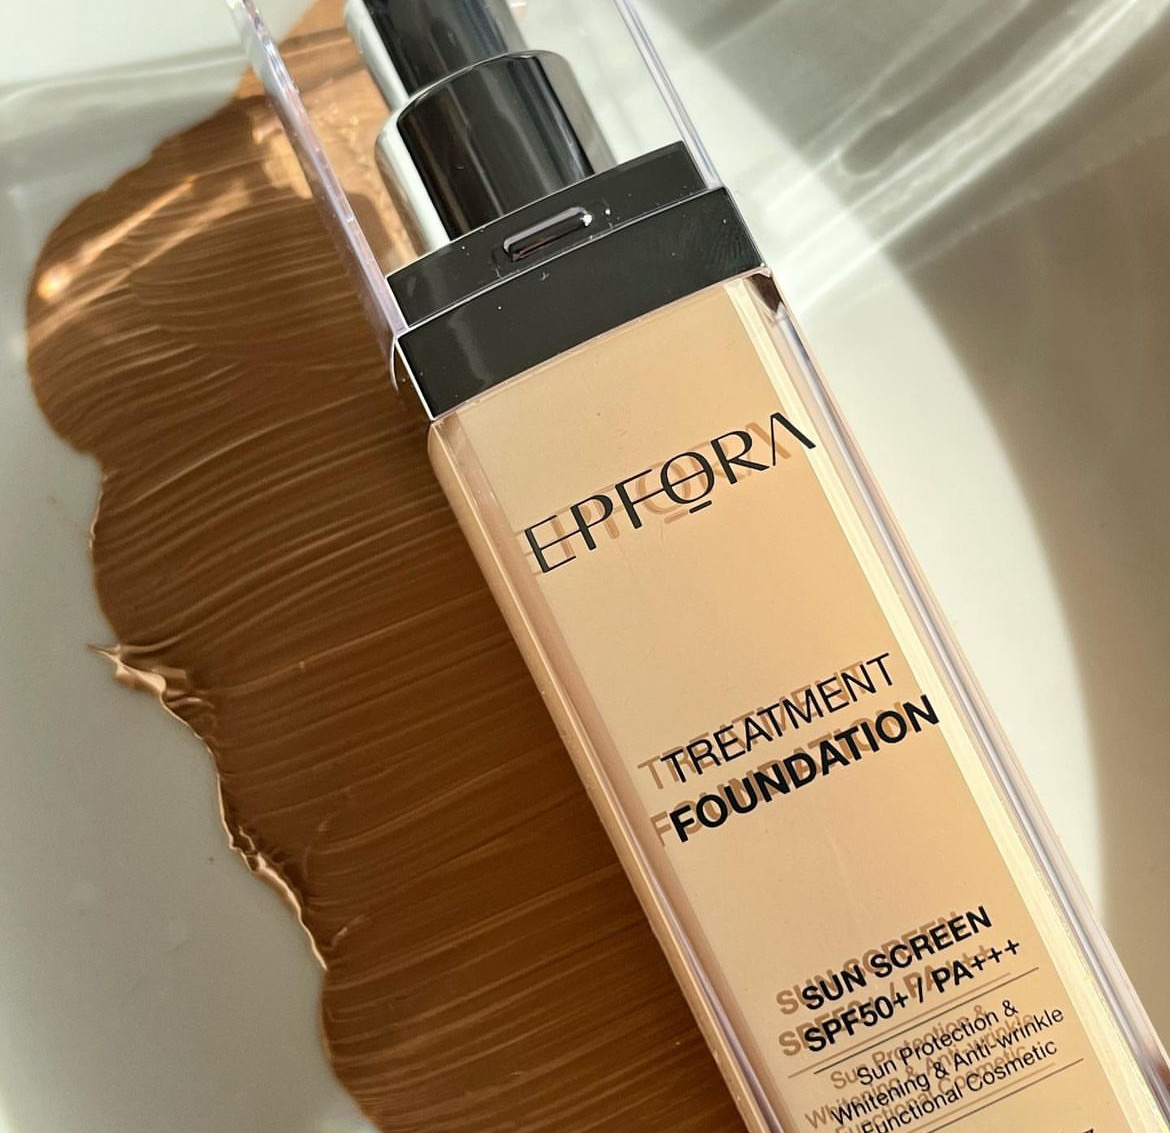 EPFORA
TREATMENT
FOUNDATION
SUN SCREEN
SPF50+ / PA+++
Sun Protection &
Whitening & Anti-wrinkle
Functional Cosmetic